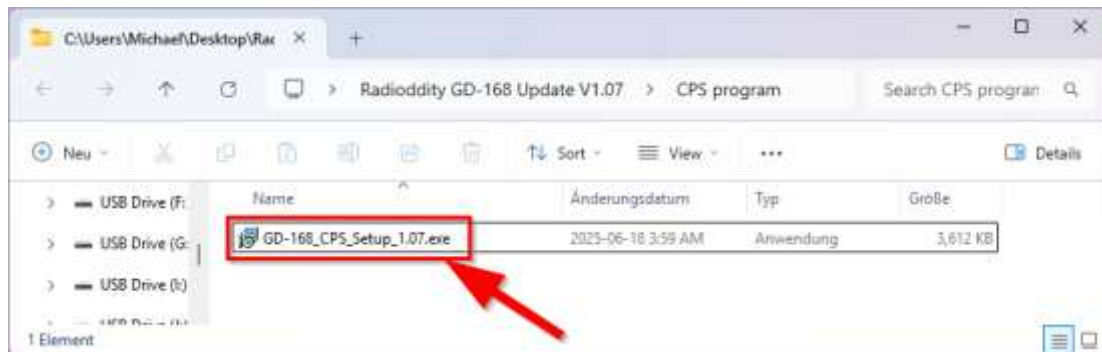 C:\Users\Michael\Desktop\Rac
Radioddity GD-168 Update V1.07 > CPS program
Search CPS progran
Neu
Sort
View
Details
Name Änderungsdatum Typ Größe
USB Drive (F:
GD-168_CPS_Setup_1.07.exe 2025-06-18 3:59 AM Anwendung 3,612 KB
USB Drive (G:
USB Drive (I:)
1 Element